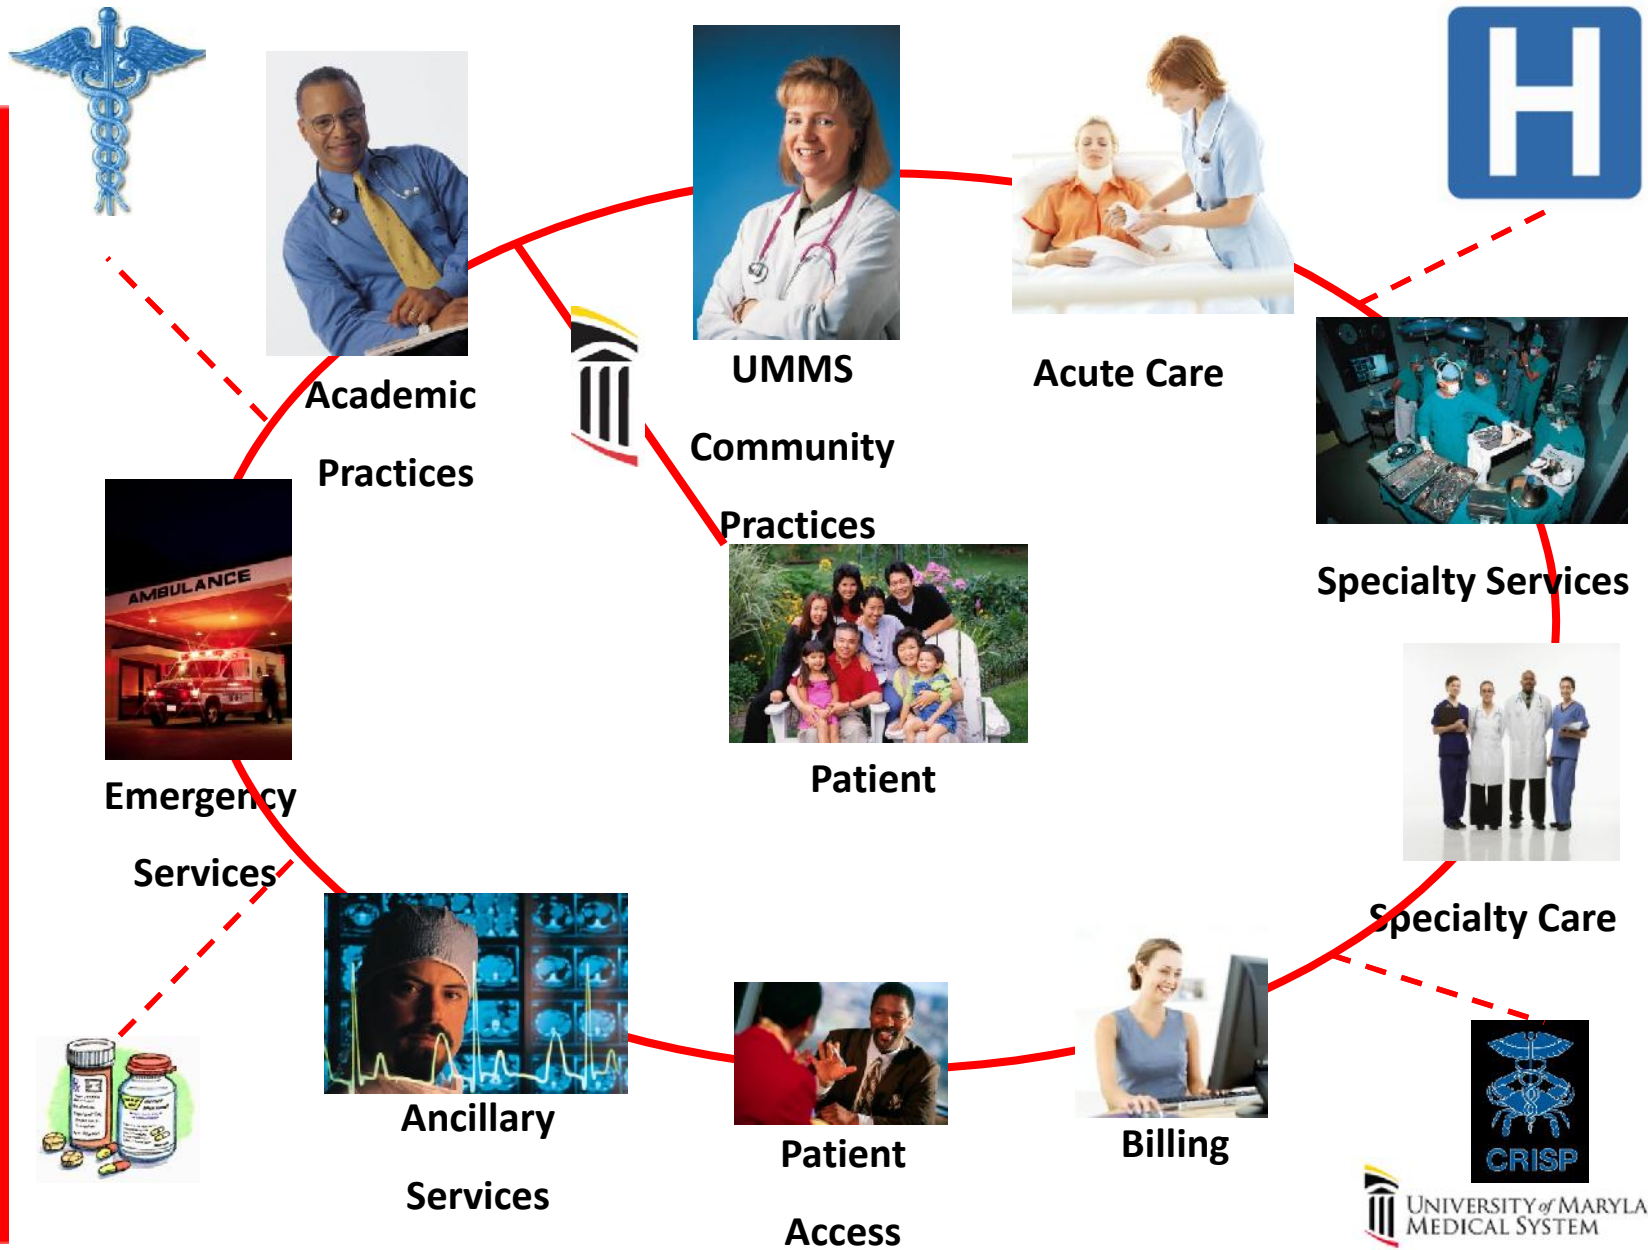 Academic
Practices
UMMS
Community
Practices
Acute Care
Specialty Services
AMBULANCE
Emergency
Services
Patient
Specialty Care
Ancillary
Services
Patient
Access
Billing
CRISP
UNIVERSITY of MARYLA
MEDICAL SYSTEM